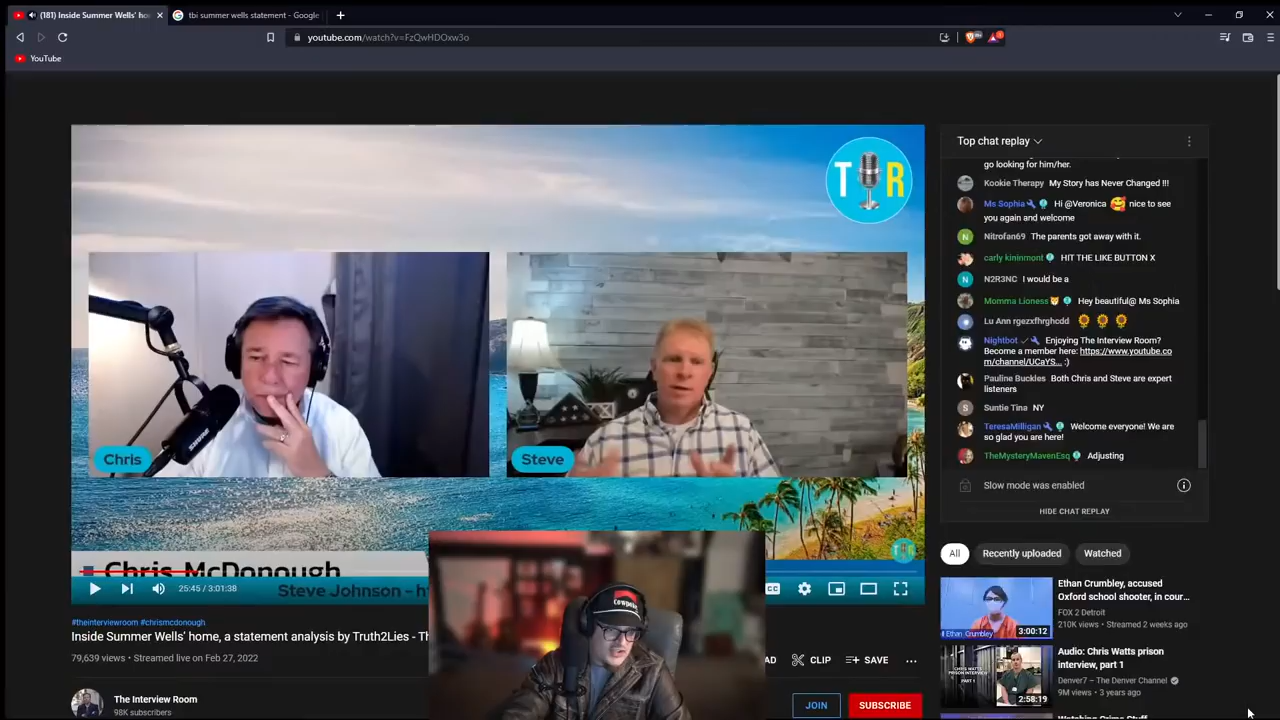 (181) Inside Summer Wells' ho
tbi summer wells statement - Google
youtube.com/watch?v=FzQwHDOxw3o
YouTube
T R
Chris
Steve
Chris McDonough
Steve Johnson - h
25:45 / 3:01:38
CC
#theinterviewroom #chrismcdonough
Inside Summer Wells' home, a statement analysis by Truth2Lies - Th
79,639 views • Streamed live on Feb 27, 2022
AD
CLIP
SAVE
The Interview Room
98K subscribers
JOIN
SUBSCRIBE
COWBOYS
Top chat replay
go looking for him/her.
Kookie Therapy My Story has Never Changed !!!
Ms Sophia Hi @Veronica nice to see
you again and welcome
Nitrofan69 The parents got away with it.
carly kininmont HIT THE LIKE BUTTON X
N2R3NC I would be a
Momma Lioness Hey beautiful@ Ms Sophia
Lu Ann rgezxfhrghcdd
Nightbot Enjoying The Interview Room?
Become a member here: https://www.youtube.co
m/channel/UCaYS... :)
Pauline Buckles Both Chris and Steve are expert
listeners
Suntie Tina NY
TeresaMilligan Welcome everyone! We are
so glad you are here!
TheMysteryMavenEsq Adjusting
Slow mode was enabled
HIDE CHAT REPLAY
All
Recently uploaded
Watched
Ethan Crumbley, accused
Oxford school shooter, in cour...
FOX 2 Detroit
210K views • Streamed 2 weeks ago
Ethan Crumbley
3:00:12
Audio: Chris Watts prison
interview, part 1
Denver7 – The Denver Channel
9M views • 3 years ago
2:58:19